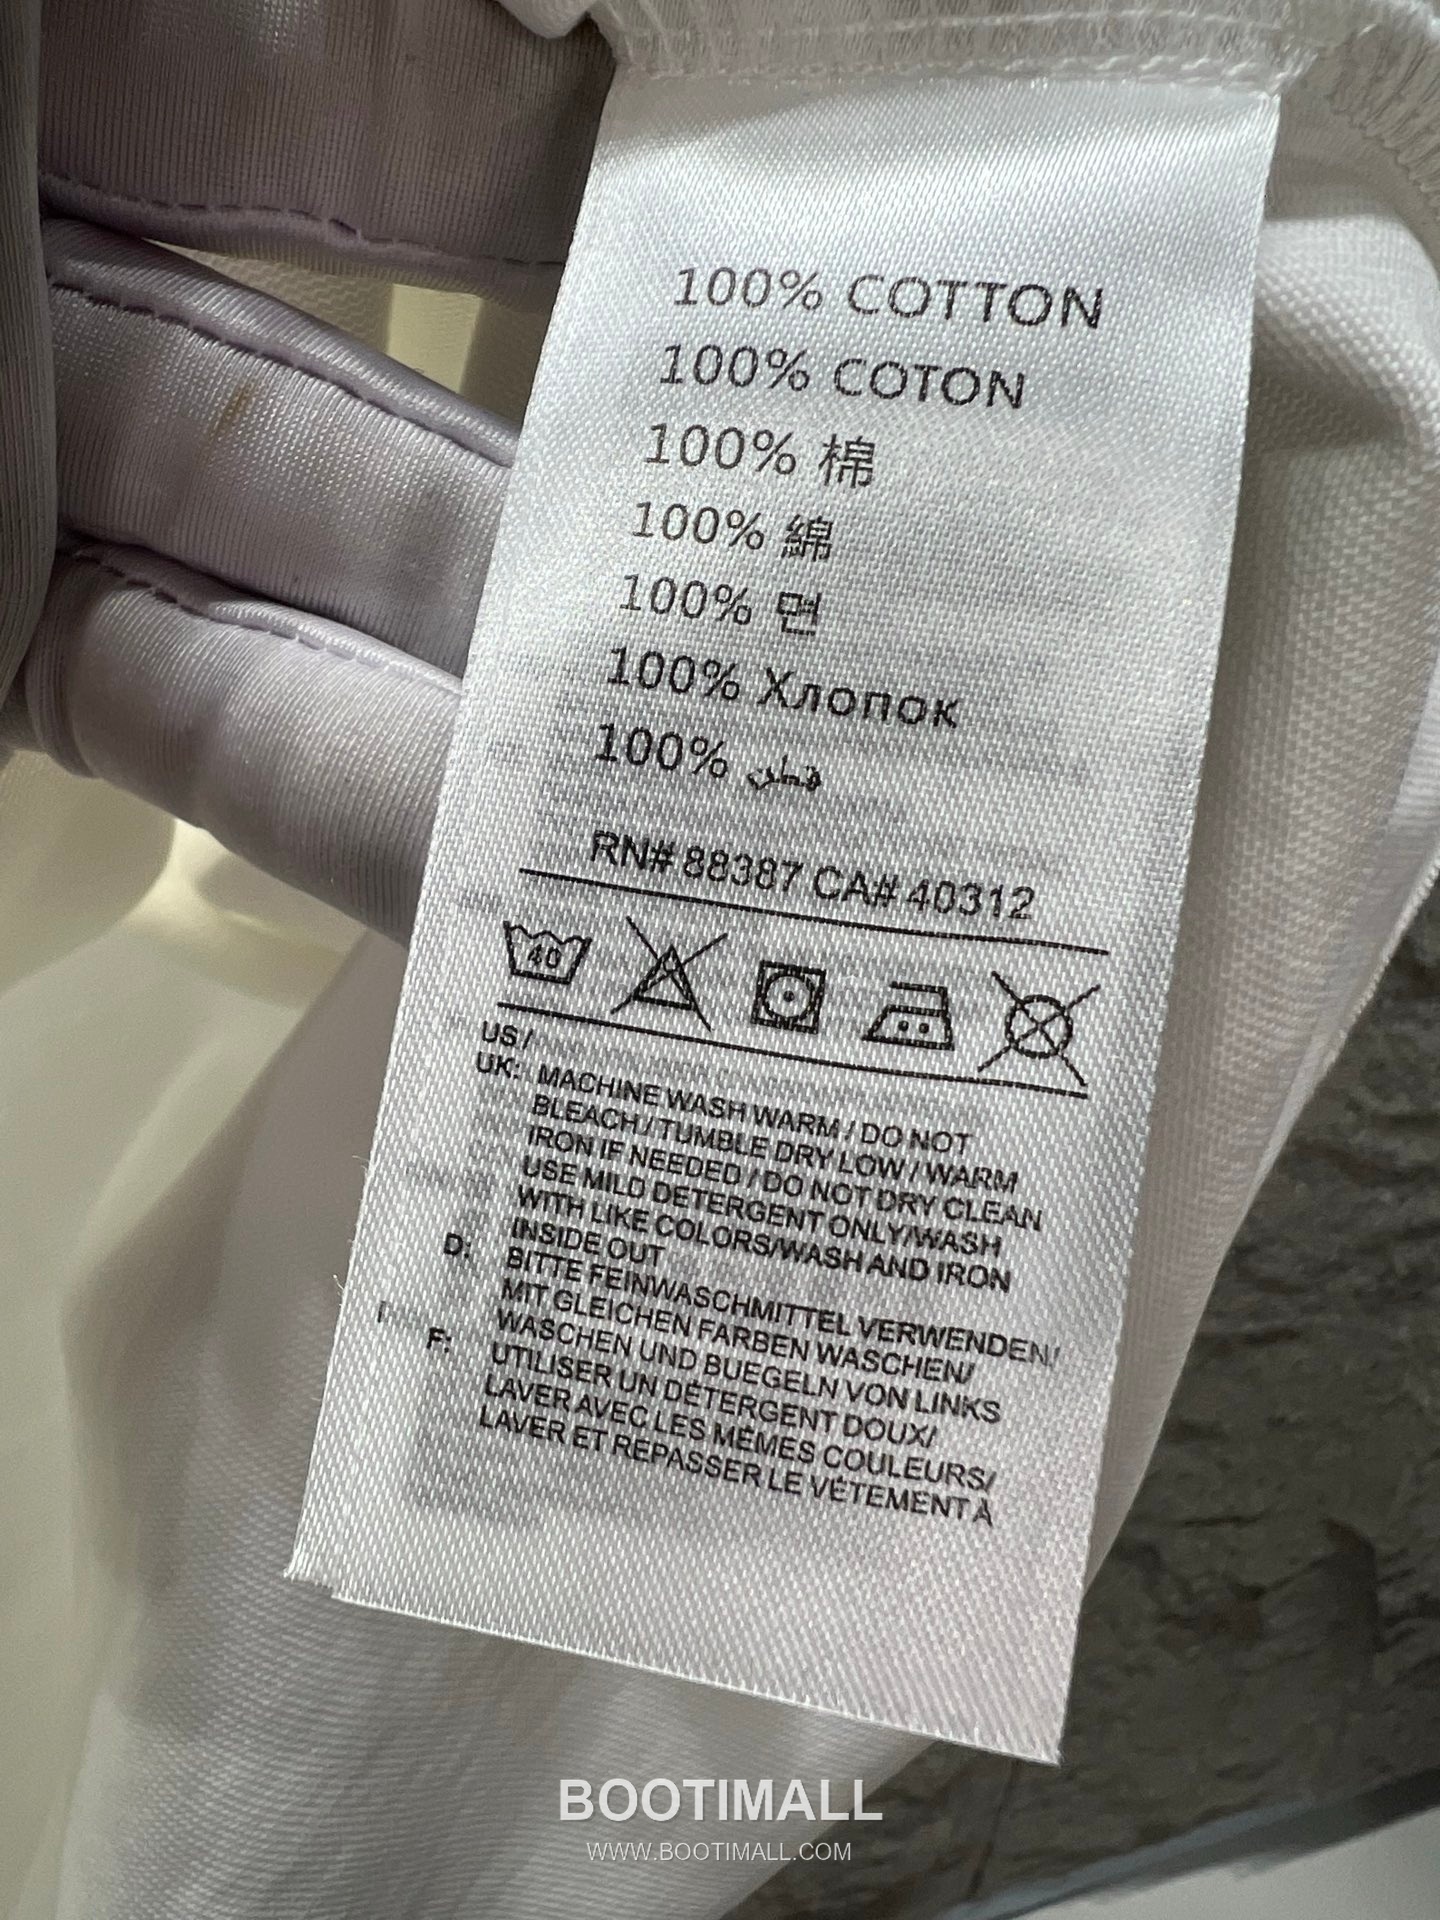 100% COTTON
100% COTON
100% 棉
100% 綿
100% 면
100% Хлопок
100% قطن
RN# 88387 CA# 40312
40
US /
UK: MACHINE WASH WARM / DO NOT
BLEACH / TUMBLE DRY LOW / WARM
IRON IF NEEDED / DO NOT DRY CLEAN
USE MILD DETERGENT ONLY/WASH
WITH LIKE COLORS/WASH AND IRON
INSIDE OUT
D: BITTE FEINWASCHMITTEL VERWENDEN/
MIT GLEICHEN FARBEN WASCHEN/
WASCHEN UND BUEGELN VON LINKS
F: UTILISER UN DÉTERGENT DOUX/
LAVER AVEC LES MÊMES COULEURS/
LAVER ET REPASSER LE VÊTEMENT À
BOOTIMALL
WWW.BOOTIMALL.COM